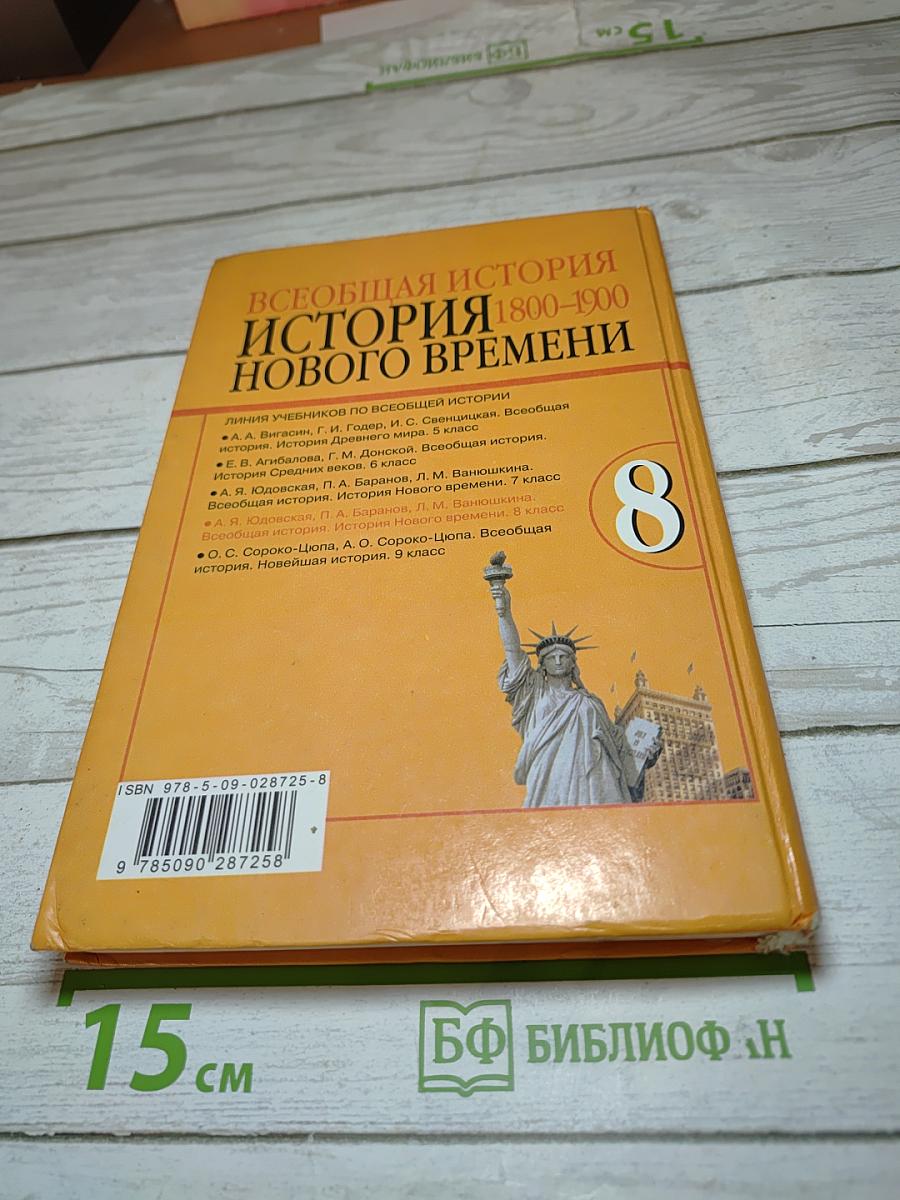 15 см
БФ БИБЛИОФАН
ВСЕОБЩАЯ ИСТОРИЯ
ИСТОРИЯ 1800–1900
НОВОГО ВРЕМЕНИ
ЛИНИЯ УЧЕБНИКОВ ПО ВСЕОБЩЕЙ ИСТОРИИ
● А. А. Вигасин, Г. И. Годер, И. С. Свенцицкая. Всеобщая
история. История Древнего мира. 5 класс
● Е. В. Агибалова, Г. М. Донской. Всеобщая история.
История Средних веков. 6 класс
● А. Я. Юдовская, П. А. Баранов, Л. М. Ванюшкина.
Всеобщая история. История Нового времени. 7 класс
● А. Я. Юдовская, П. А. Баранов, Л. М. Ванюшкина.
Всеобщая история. История Нового времени. 8 класс
● О. С. Сороко-Цюпа, А. О. Сороко-Цюпа. Всеобщая
история. Новейшая история. 9 класс
8
ISBN 978-5-09-028725-8
9 785090 287258
15 см
БФ БИБЛИОФ АН